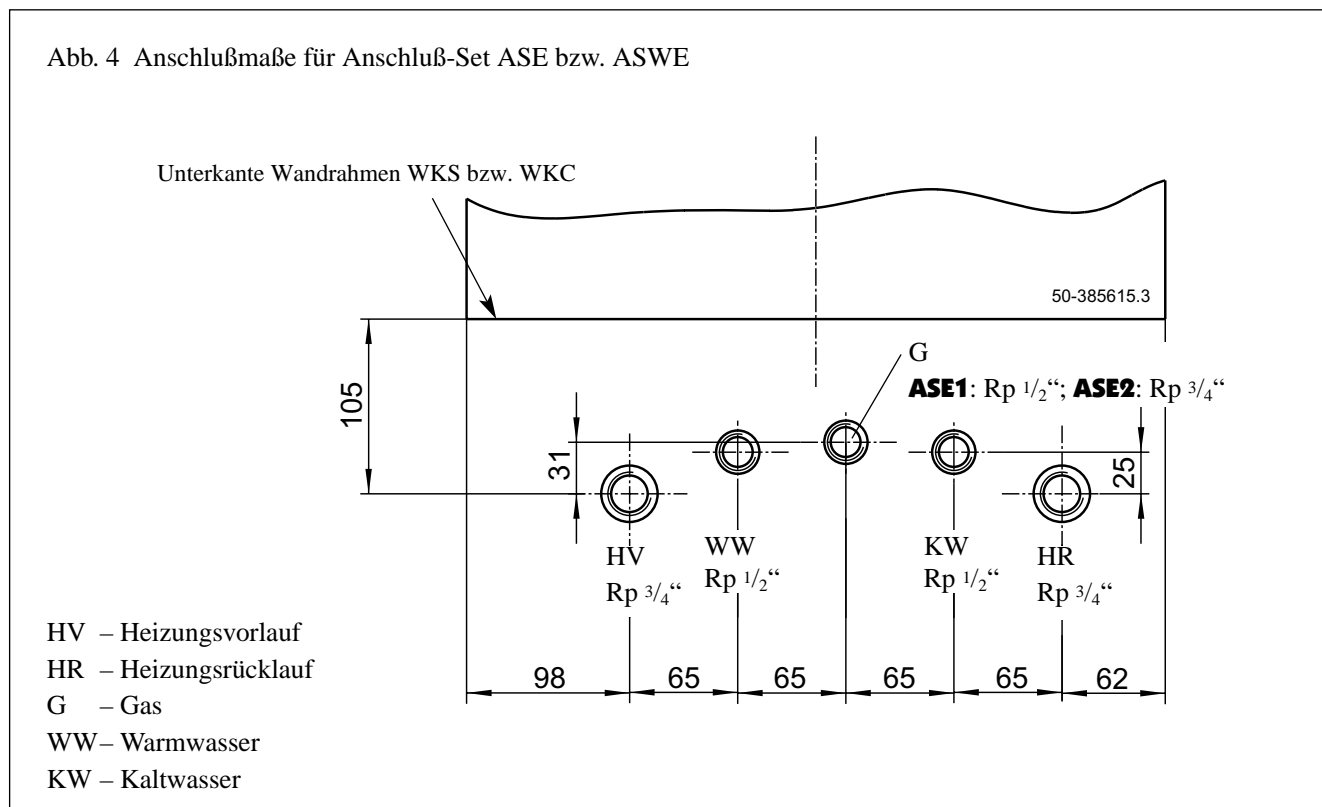 Abb. 4 Anschlußmaße für Anschluß-Set ASE bzw. ASWE
Unterkante Wandrahmen WKS bzw. WKC
50-385615.3
G
ASE1: Rp 1/2“; ASE2: Rp 3/4“
105
31
25
HV
Rp 3/4“
WW
Rp 1/2“
KW
Rp 1/2“
HR
Rp 3/4“
98
65
65
65
65
62
HV – Heizungsvorlauf
HR – Heizungsrücklauf
G – Gas
WW – Warmwasser
KW – Kaltwasser